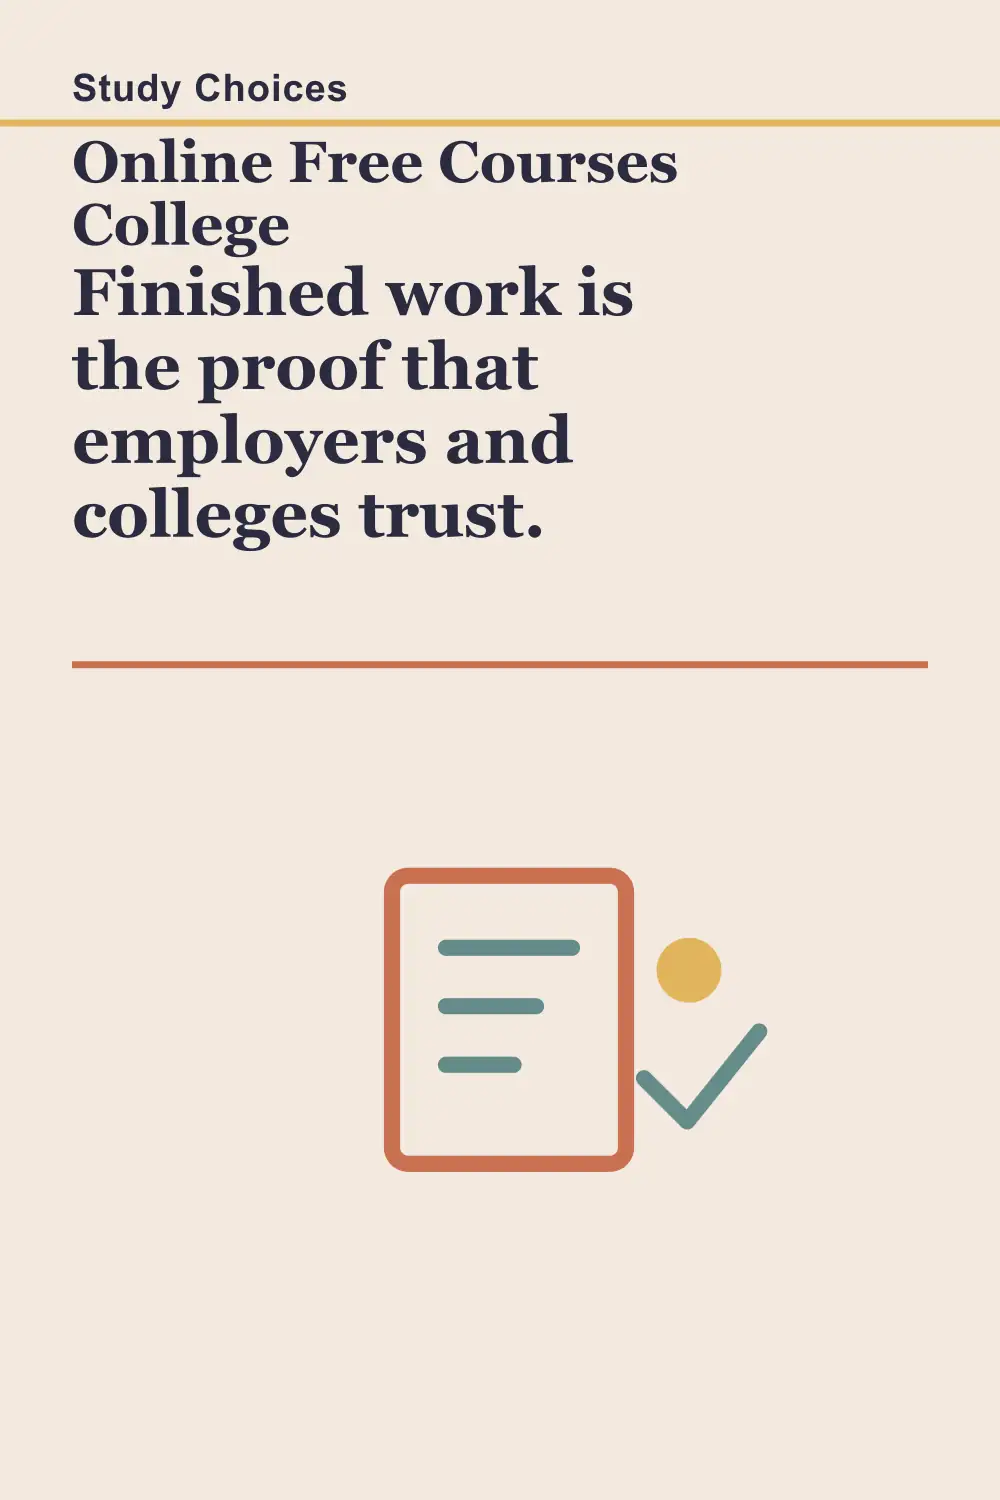 Study Choices
Online Free Courses
College
Finished work is
the proof that
employers and
colleges trust.